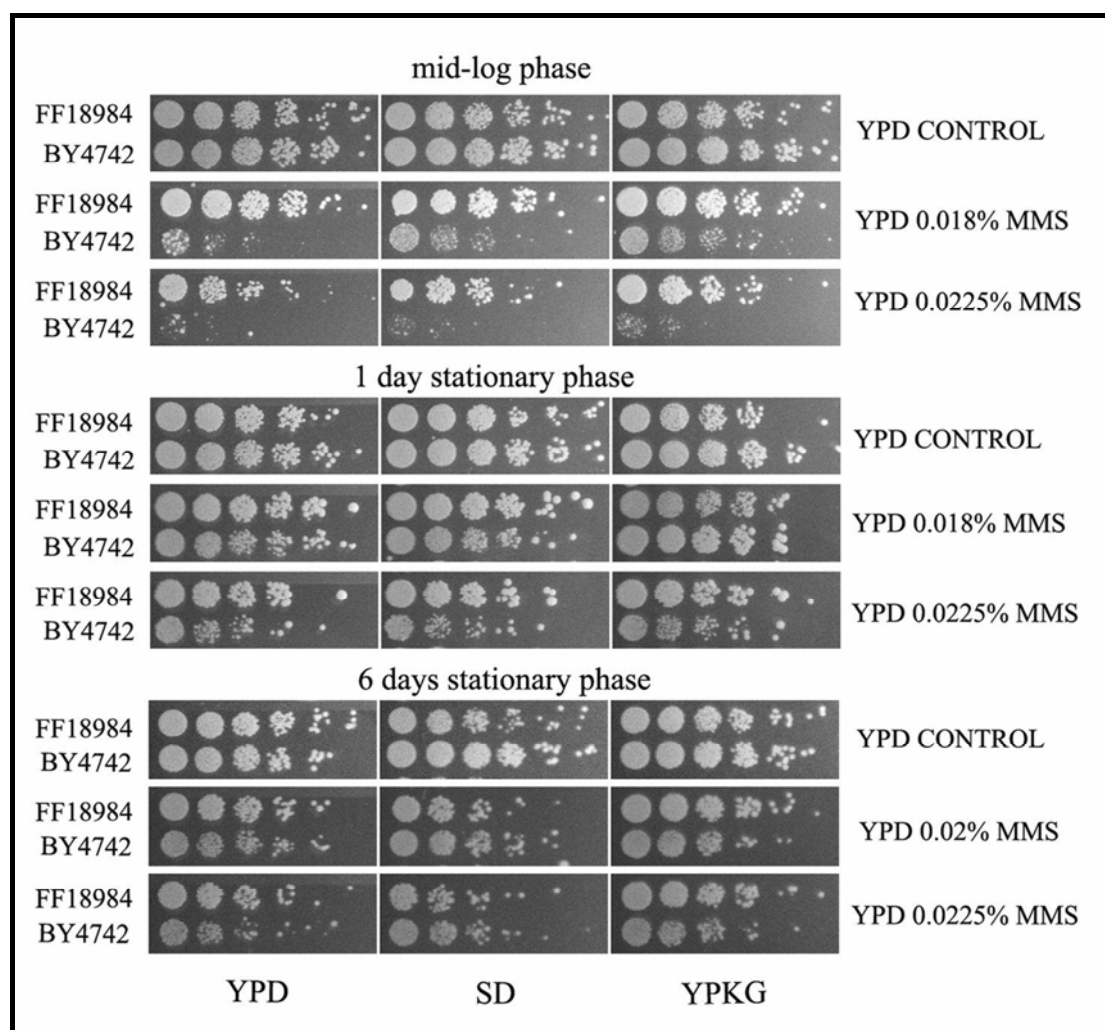 mid-log phase
FF18984
BY4742
YPD CONTROL
FF18984
BY4742
YPD 0.018% MMS
FF18984
BY4742
YPD 0.0225% MMS
1 day stationary phase
FF18984
BY4742
YPD CONTROL
FF18984
BY4742
YPD 0.018% MMS
FF18984
BY4742
YPD 0.0225% MMS
6 days stationary phase
FF18984
BY4742
YPD CONTROL
FF18984
BY4742
YPD 0.02% MMS
FF18984
BY4742
YPD 0.0225% MMS
YPD SD YPKG